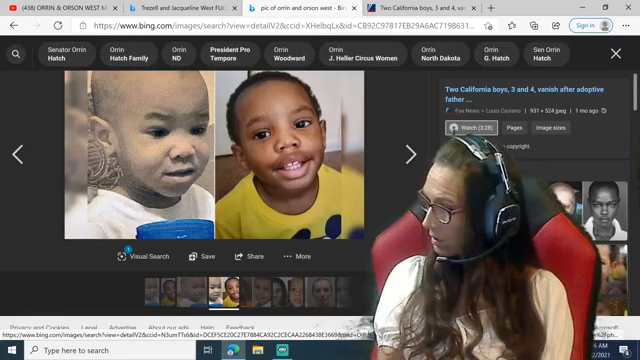 (438) ORRIN & ORSON WEST M
Trezell and Jacqueline West FUL
pic of orrin and orson west - Bin
Two California boys, 3 and 4, van
https://www.bing.com/images/search?view=detailV2&ccid=XHeIbqLx&id=CB92C97817EB29A6AC7198631...
Sign in
Senator Orrin Hatch
Orrin Hatch Family
Orrin ND
President Pro Tempore
Orrin Woodward
Orrin J. Heller Circus Women
Orrin North Dakota
Orrin G. Hatch
Sen Orrin Hatch
Two California boys, 3 and 4, vanish after adoptive
father ...
Fox News › Louis Casiano | 931 × 524 jpeg | 1 mo ago
Watch (3:28)
Pages
Image sizes
copyright.
1
Visual Search
Save
Share
More
Privacy and Cookies
Legal
Advertise
About our ads
Help
Feedback
Type here to search